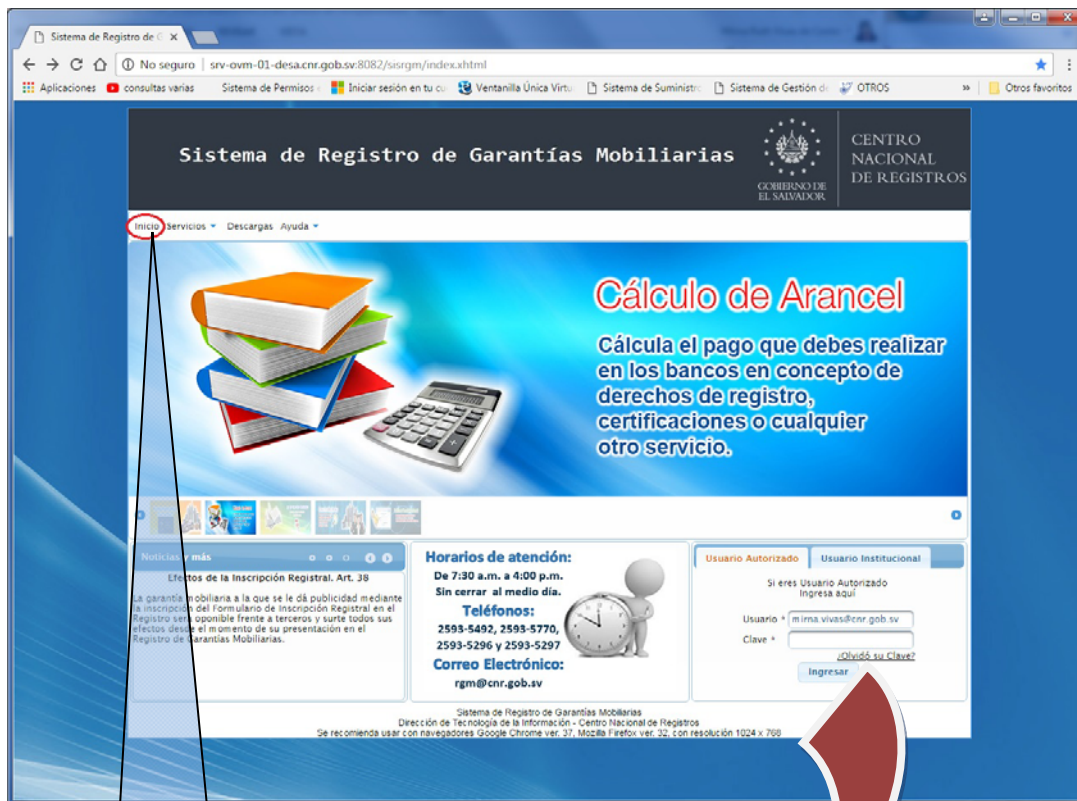 Sistema de Registro de G
No seguro | srv-ovm-01-desa.cnr.gob.sv:8082/sisrgm/index.xhtml
Aplicaciones consultas varias Sistema de Permisos Iniciar sesión en tu cu Ventanilla Única Virtu Sistema de Suministr Sistema de Gestión d OTROS » Otros favoritos
Sistema de Registro de Garantías Mobiliarias
GOBIERNO DE
EL SALVADOR
CENTRO
NACIONAL
DE REGISTROS
Inicio Servicios Descargas Ayuda
Cálculo de Arancel
Cálcula el pago que debes realizar
en los bancos en concepto de
derechos de registro,
certificaciones o cualquier
otro servicio.
Noticias y más
Efectos de la Inscripción Registral. Art. 38
La garantía mobiliaria a la que se le dá publicidad mediante
la inscripción del Formulario de Inscripción Registral en el
Registro será oponible frente a terceros y surte todos sus
efectos desde el momento de su presentación en el
Registro de Garantías Mobiliarias.
Horarios de atención:
De 7:30 a.m. a 4:00 p.m.
Sin cerrar al medio día.
Teléfonos:
2593-5492, 2593-5770,
2593-5296 y 2593-5297
Correo Electrónico:
rgm@cnr.gob.sv
Usuario Autorizado Usuario Institucional
Si eres Usuario Autorizado
Ingresa aquí
Usuario * mirna.vivas@cnr.gob.sv
Clave *
¿Olvidó su Clave?
Ingresar
Sistema de Registro de Garantías Mobiliarias
Dirección de Tecnología de la Información - Centro Nacional de Registros
Se recomienda usar con navegadores Google Chrome ver. 37, Mozilla Firefox ver. 32, con resolución 1024 x 768